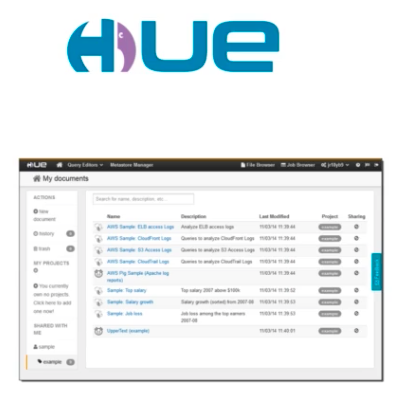 HUE
HUE Query Editors Metastore Manager File Browser Job Browser
My documents
ACTIONS
New document
History
Trash
MY PROJECTS
You currently own no projects. Click here to add one now!
SHARED WITH ME
sample
example
Search for name, description, etc...
Name Description Last Modified Project Sharing
AWS Sample: ELB access Logs Analyze ELB access logs 11/03/14 11:39:44 example
AWS Sample: CloudFront Logs Queries to analyze CloudFront Logs 11/03/14 11:39:44 example
AWS Sample: S3 Access Logs Queries to analyze S3 Access Logs 11/03/14 11:39:44 example
AWS Sample: CloudTrail Logs Queries to analyze CloudTrail Logs 11/03/14 11:39:44 example
AWS Pig Sample (Apache log reports) 11/03/14 11:39:44 example
Sample: Top salary Top salary 2007 above $100k 11/03/14 11:39:52 example
Sample: Salary growth Salary growth (sorted) from 2007-08 11/03/14 11:39:53 example
Sample: Job loss Job loss among the top earners 2007-08 11/03/14 11:39:53 example
UpperText (example) 11/03/14 11:40:01 example